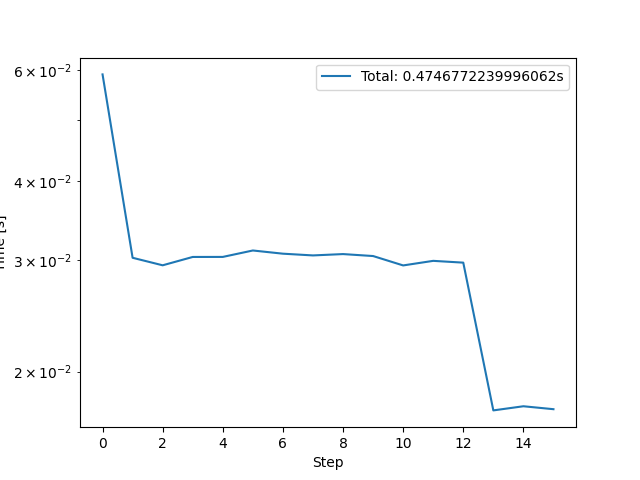 Total: 0.4746772239996062s
6 × 10⁻²
4 × 10⁻²
3 × 10⁻²
2 × 10⁻²
Time [s]
0 2 4 6 8 10 12 14
Step